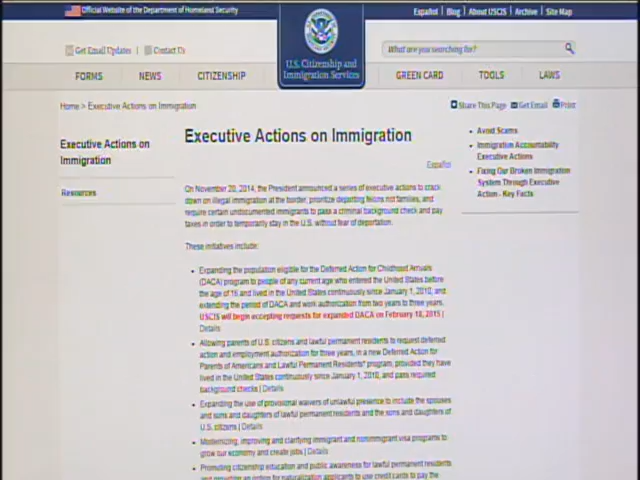 Official Website of the Department of Homeland Security
Español | Blog | About USCIS | Archive | Site Map
Get Email Updates | Contact Us
U.S. Citizenship and
Immigration Services
What are you searching for?
FORMS NEWS CITIZENSHIP GREEN CARD TOOLS LAWS
Home > Executive Actions on Immigration
Share This Page Get Email Print
Executive Actions on
Immigration
Resources
Executive Actions on Immigration
Español
On November 20, 2014, the President announced a series of executive actions to crack
down on illegal immigration at the border, prioritize deporting felons not families, and
require certain undocumented immigrants to pass a criminal background check and pay
taxes in order to temporarily stay in the U.S. without fear of deportation.
These initiatives include:
• Expanding the population eligible for the Deferred Action for Childhood Arrivals
(DACA) program to people of any current age who entered the United States before
the age of 16 and lived in the United States continuously since January 1, 2010, and
extending the period of DACA and work authorization from two years to three years.
USCIS will begin accepting requests for expanded DACA on February 18, 2015 |
Details
• Allowing parents of U.S. citizens and lawful permanent residents to request deferred
action and employment authorization for three years, in a new Deferred Action for
Parents of Americans and Lawful Permanent Residents* program, provided they have
lived in the United States continuously since January 1, 2010, and pass required
background checks | Details
• Expanding the use of provisional waivers of unlawful presence to include the spouses
and sons and daughters of lawful permanent residents and the sons and daughters of
U.S. citizens | Details
• Modernizing, improving and clarifying immigrant and nonimmigrant visa programs to
grow our economy and create jobs | Details
• Promoting citizenship education and public awareness for lawful permanent residents
and providing an option for naturalization applicants to use credit cards to pay the
• Avoid Scams
• Immigration Accountability
Executive Actions
• Fixing Our Broken Immigration
System Through Executive
Action - Key Facts